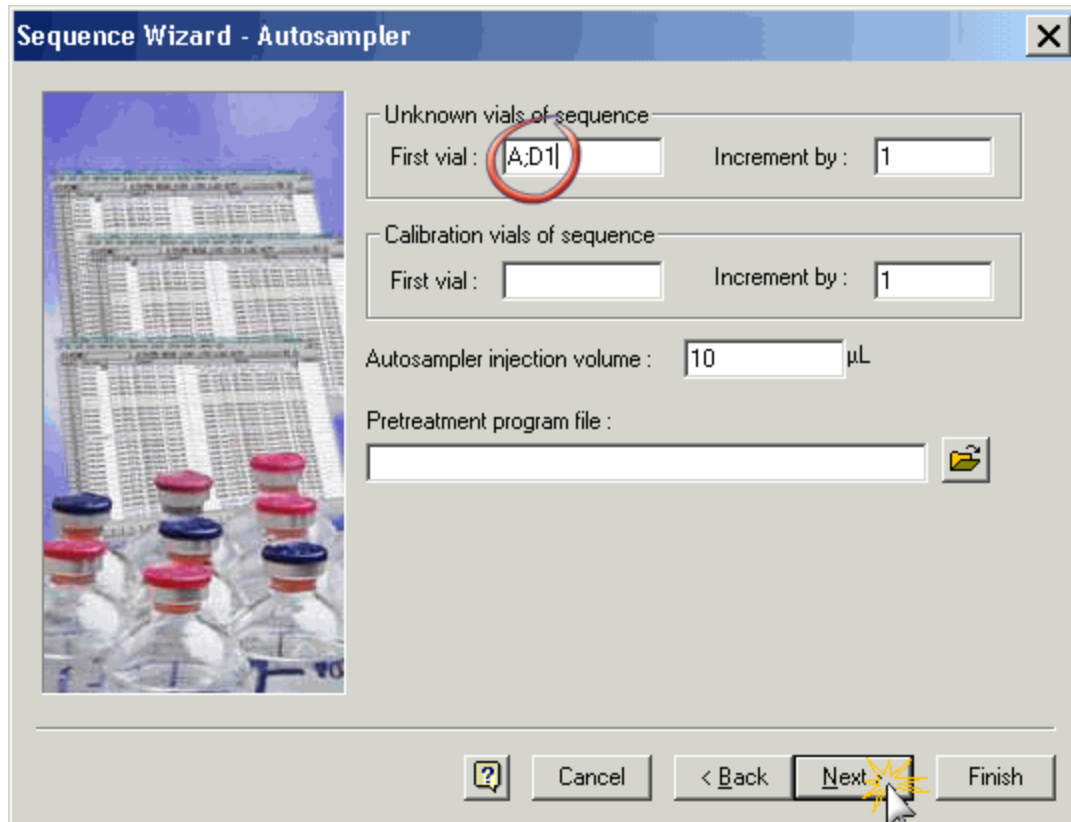 Sequence Wizard - Autosampler
Unknown vials of sequence
First vial : A;D1 Increment by : 1
Calibration vials of sequence
First vial : Increment by : 1
Autosampler injection volume : 10 µL
Pretreatment program file :
Cancel < Back Next Finish